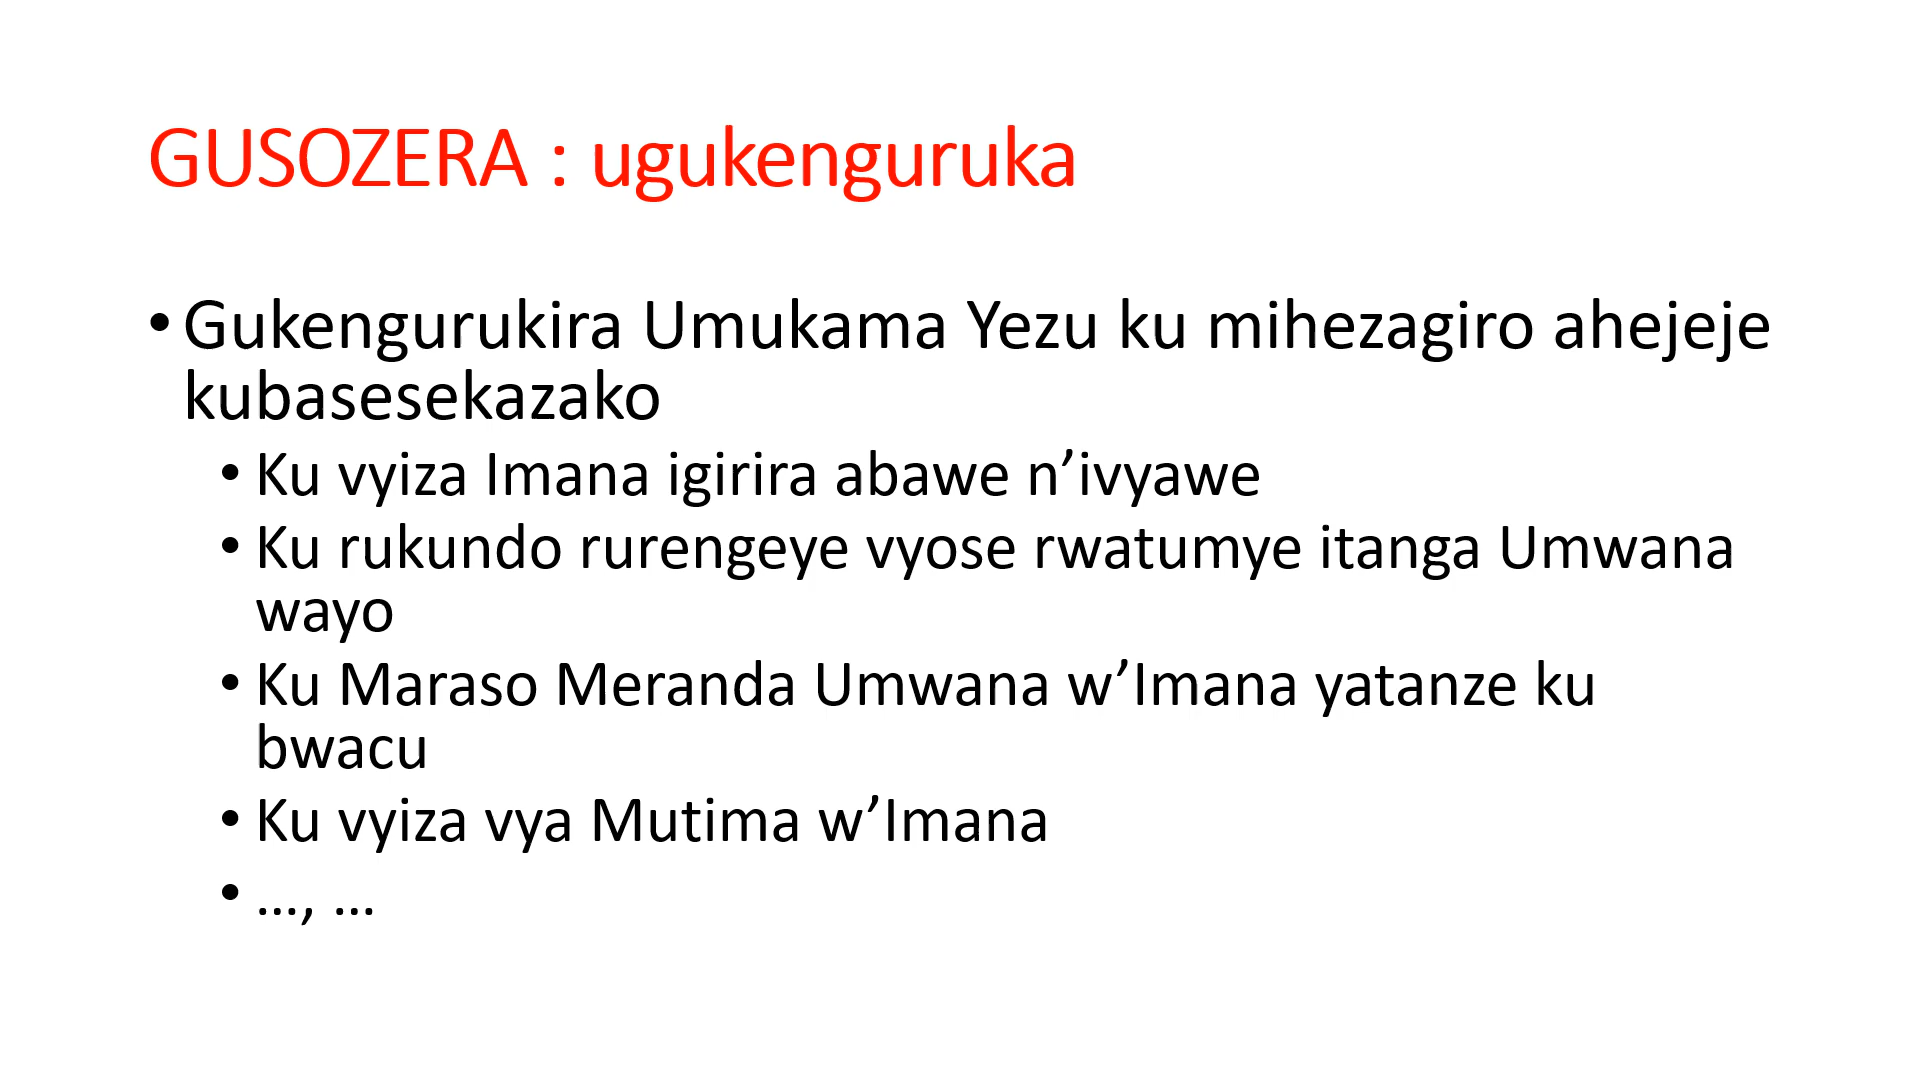 GUSOZERA : ugukenguruka
• Gukengurukira Umukama Yezu ku mihezagiro ahejeje
kubasesekazako
• Ku vyiza Imana igirira abawe n’ivyawe
• Ku rukundo rurengeye vyose rwatumye itanga Umwana
wayo
• Ku Maraso Meranda Umwana w’Imana yatanze ku
bwacu
• Ku vyiza vya Mutima w’Imana
• …, …